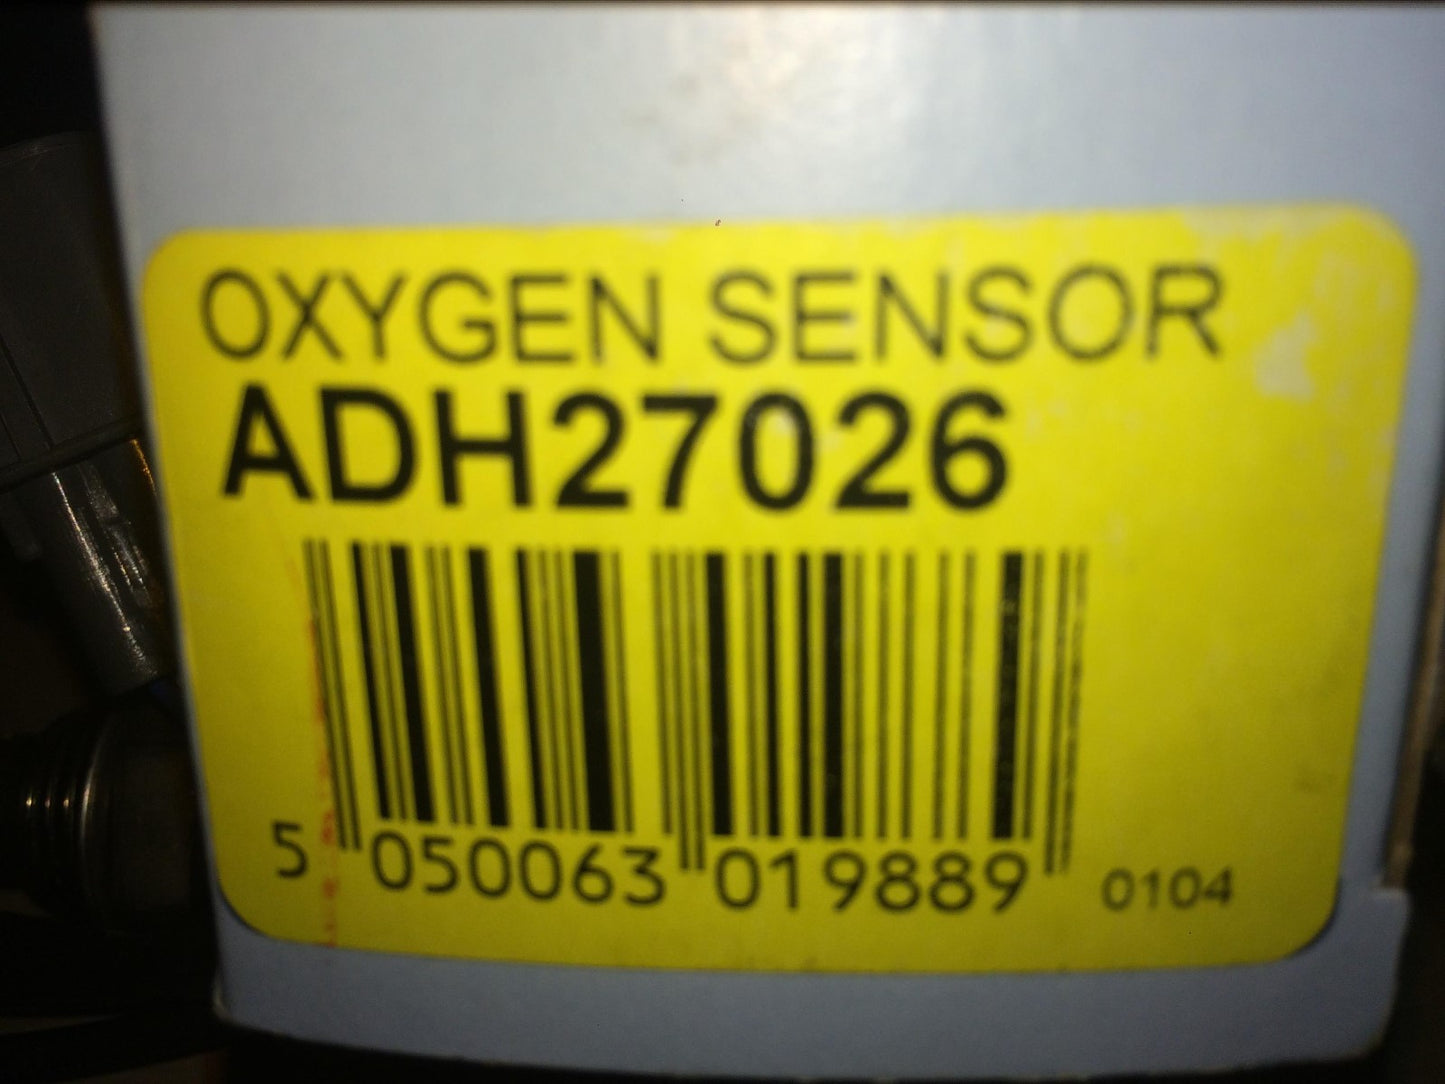 OXYGEN SENSOR
ADH27026
5 050063 019889 0104